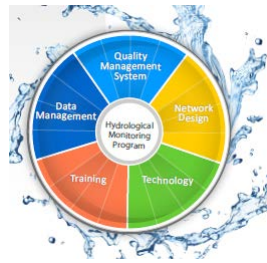 Quality
Management
System
Network
Design
Technology
Training
Data
Management
Hydrological
Monitoring
Program